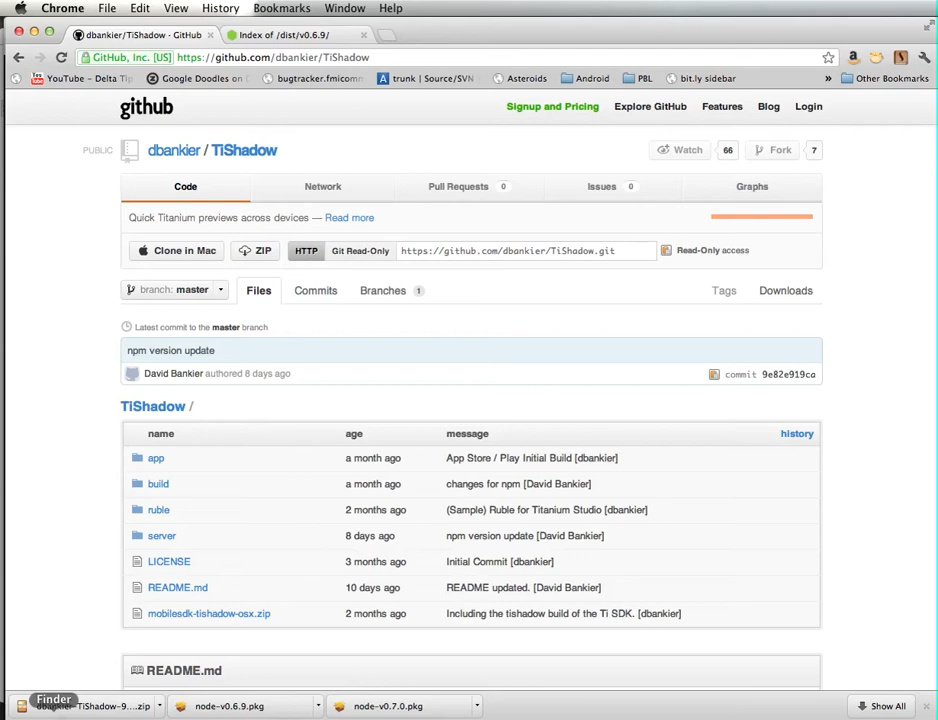 Chrome File Edit View History Bookmarks Window Help
dbankier/TiShadow · GitHub × Index of /dist/v0.6.9/ ×
GitHub, Inc. [US] https://github.com/dbankier/TiShadow
YouTube – Delta Tip Google Doodles on bugtracker.fmicomm trunk | Source/SVN Asteroids Android PBL bit.ly sidebar » Other Bookmarks
github Signup and Pricing Explore GitHub Features Blog Login
PUBLIC dbankier / TiShadow Watch 66 Fork 7
Code Network Pull Requests 0 Issues 0 Graphs
Quick Titanium previews across devices — Read more
Clone in Mac ZIP HTTP Git Read-Only https://github.com/dbankier/TiShadow.git Read-Only access
branch: master Files Commits Branches 1 Tags Downloads
Latest commit to the master branch
npm version update
David Bankier authored 8 days ago commit 9e82e919ca
TiShadow /
name age message history
app a month ago App Store / Play Initial Build [dbankier]
build a month ago changes for npm [David Bankier]
ruble 2 months ago (Sample) Ruble for Titanium Studio [dbankier]
server 8 days ago npm version update [David Bankier]
LICENSE 3 months ago Initial Commit [dbankier]
README.md 10 days ago README updated. [David Bankier]
mobilesdk-tishadow-osx.zip 2 months ago Including the tishadow build of the Ti SDK. [dbankier]
README.md
Finder
dbankier-TiShadow-9....zip node-v0.6.9.pkg node-v0.7.0.pkg Show All ×